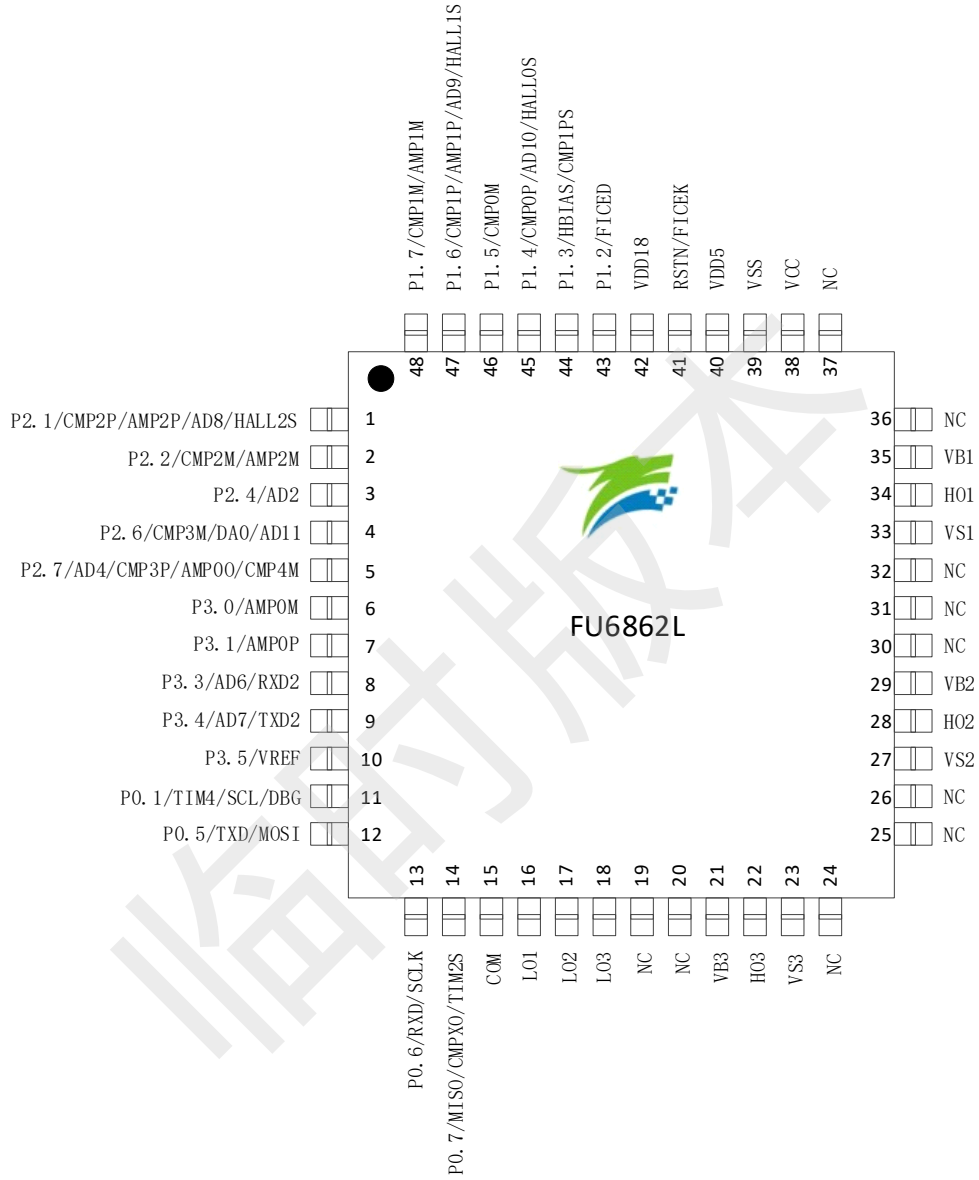 P1.7/CMP1M/AMP1M
P1.6/CMP1P/AMP1P/AD9/HALL1S
P1.5/CMP0M
P1.4/CMP0P/AD10/HALL0S
P1.3/HBIAS/CMP1PS
P1.2/FICED
VDD18
RSTN/FICEK
VDD5
VSS
VCC
NC
48
47
46
45
44
43
42
41
40
39
38
37
P2.1/CMP2P/AMP2P/AD8/HALL2S 1
P2.2/CMP2M/AMP2M 2
P2.4/AD2 3
P2.6/CMP3M/DA0/AD11 4
P2.7/AD4/CMP3P/AMP0O/CMP4M 5
P3.0/AMP0M 6
P3.1/AMP0P 7
P3.3/AD6/RXD2 8
P3.4/AD7/TXD2 9
P3.5/VREF 10
P0.1/TIM4/SCL/DBG 11
P0.5/TXD/MOSI 12
FU6862L
36 NC
35 VB1
34 HO1
33 VS1
32 NC
31 NC
30 NC
29 VB2
28 HO2
27 VS2
26 NC
25 NC
13
14
15
16
17
18
19
20
21
22
23
24
P0.6/RXD/SCLK
P0.7/MISO/CMPXO/TIM2S
COM
LO1
LO2
LO3
NC
NC
VB3
HO3
VS3
NC
临时版本